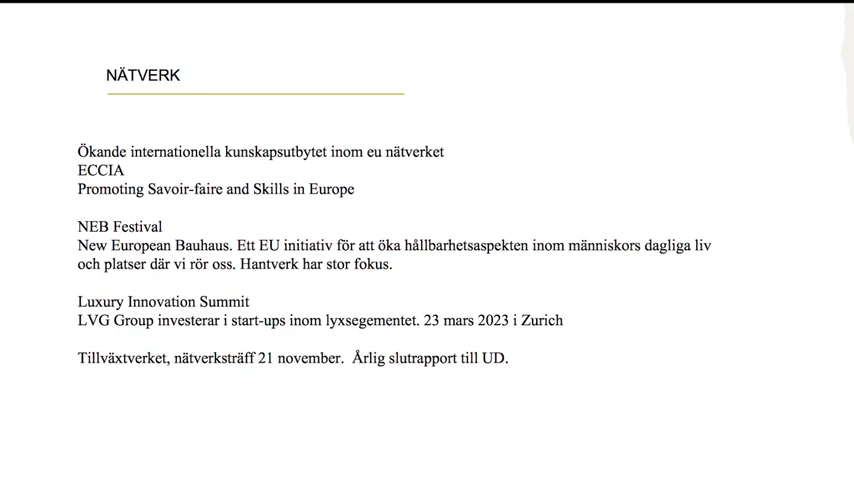 NÄTVERK
Ökande internationella kunskapsutbytet inom eu nätverket
ECCIA
Promoting Savoir-faire and Skills in Europe
NEB Festival
New European Bauhaus. Ett EU initiativ för att öka hållbarhetsaspekten inom människors dagliga liv
och platser där vi rör oss. Hantverk har stor fokus.
Luxury Innovation Summit
LVG Group investerar i start-ups inom lyxsegementet. 23 mars 2023 i Zurich
Tillväxtverket, nätverksträff 21 november.  Årlig slutrapport till UD.